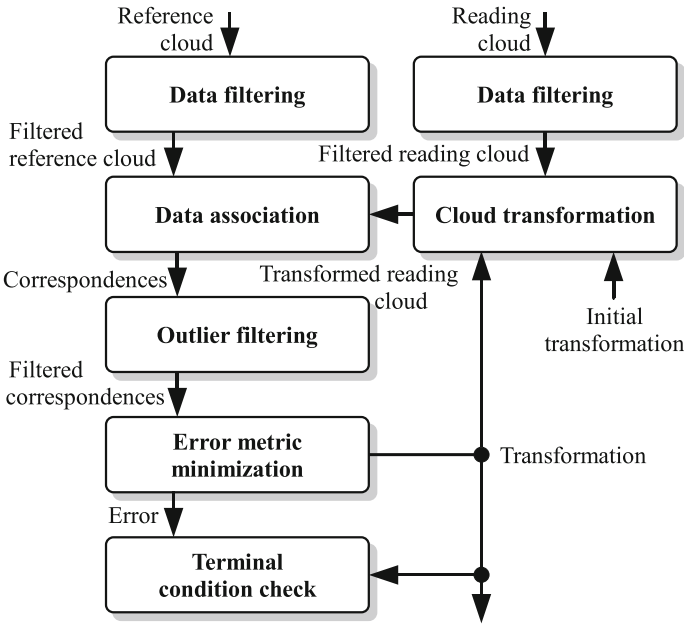 Reference
cloud
Reading
cloud
Data filtering
Data filtering
Filtered
reference cloud
Filtered reading cloud
Data association
Cloud transformation
Correspondences
Transformed reading
cloud
Initial
transformation
Outlier filtering
Filtered
correspondences
Error metric
minimization
Transformation
Error
Terminal
condition check